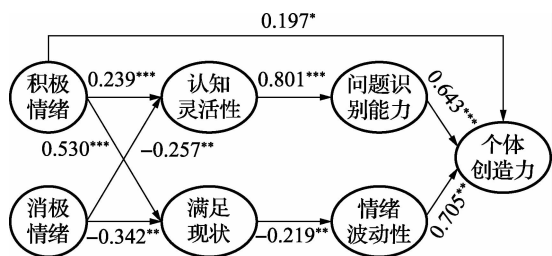 0.197*
积极
情绪
0.239***
认知
灵活性
0.801***
问题识
别能力
0.643***
个体
创造力
0.530***
-0.257**
消极
情绪
-0.342**
满足
现状
-0.219**
情绪
波动性
0.705**